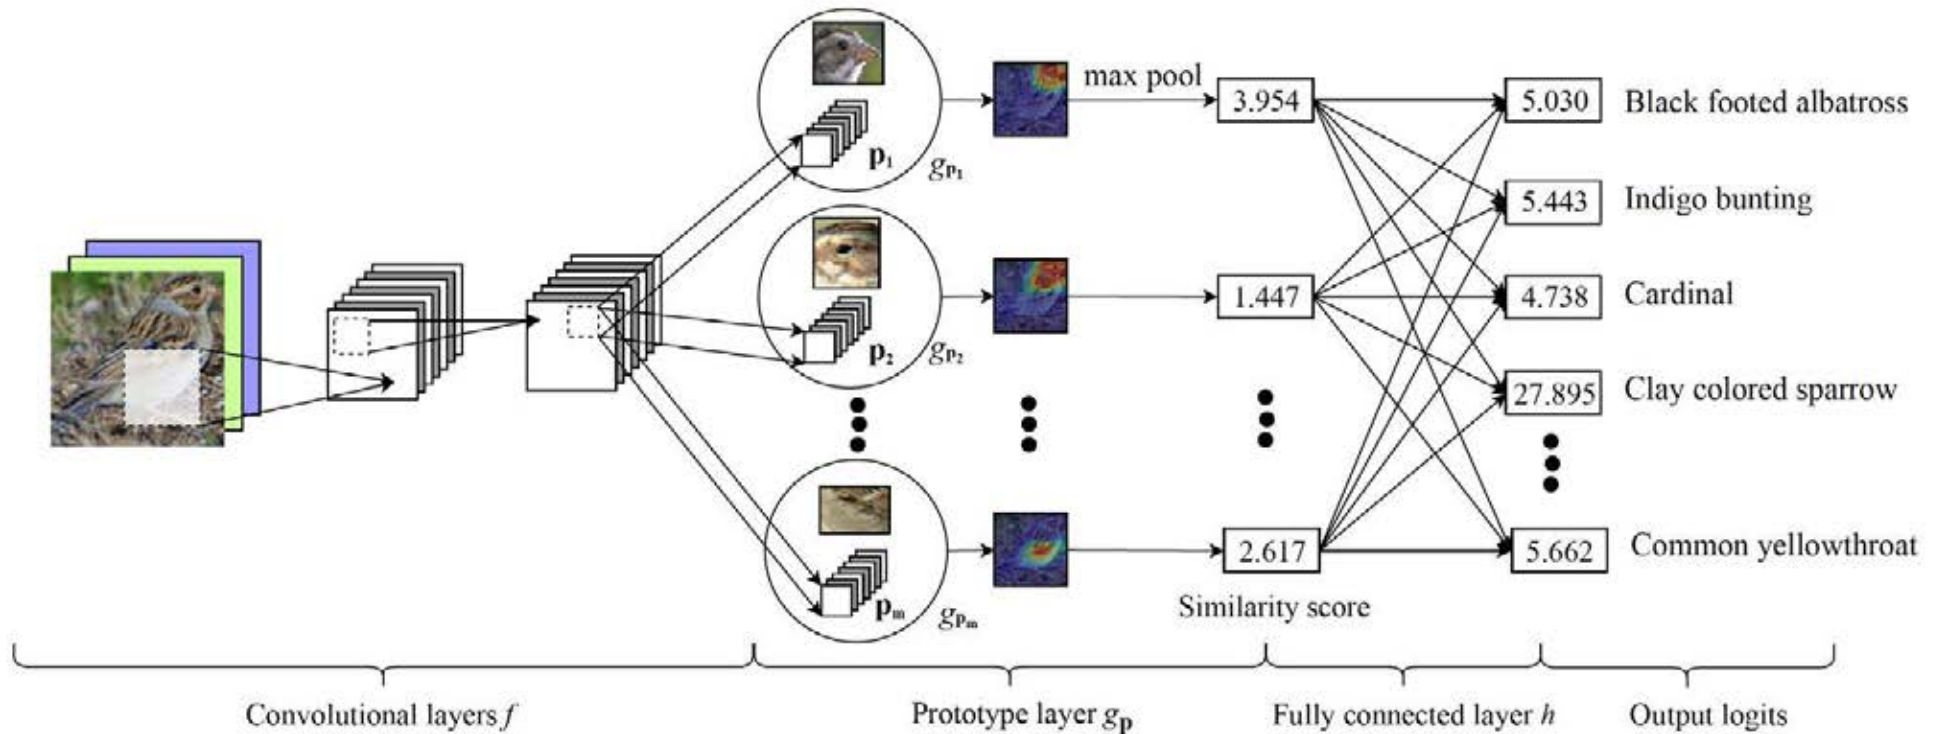 max pool
3.954
5.030
Black footed albatross
p1
gp1
5.443
Indigo bunting
1.447
4.738
Cardinal
p2
gp2
27.895
Clay colored sparrow
2.617
5.662
Common yellowthroat
pm
gpm
Similarity score
Convolutional layers f
Prototype layer gp
Fully connected layer h
Output logits